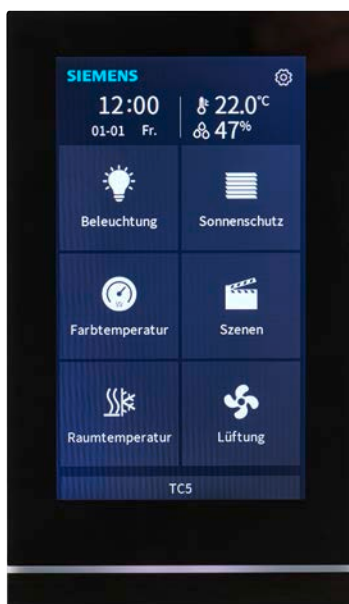 SIEMENS
12:00
22.0°C
01-01 Fr.
47%
Beleuchtung
Sonnenschutz
W
Farbtemperatur
Szenen
Raumtemperatur
Lüftung
TC5